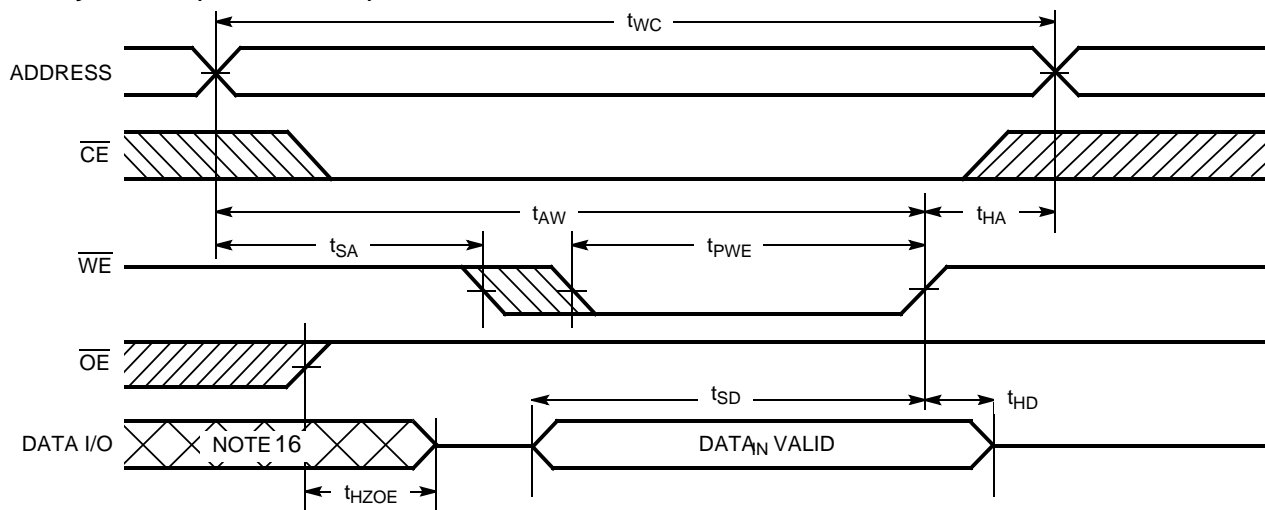 tWC
ADDRESS
CE
tAW
tHA
tSA
tPWE
WE
OE
tSD
tHD
DATA I/O
NOTE 16
DATAIN VALID
tHZOE